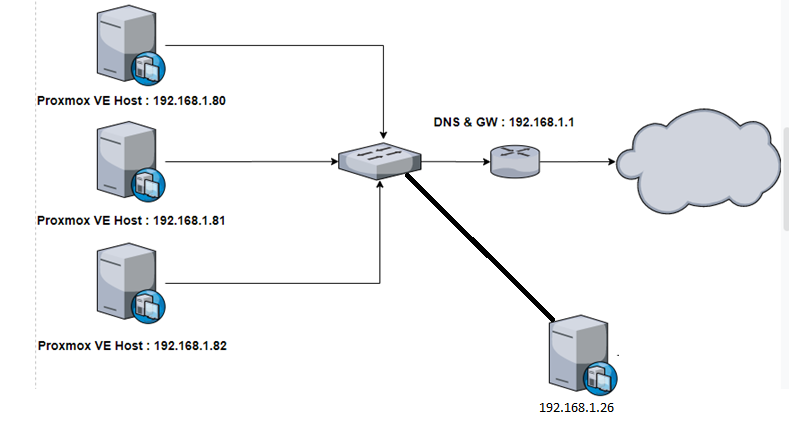 Proxmox VE Host : 192.168.1.80
DNS & GW : 192.168.1.1
Proxmox VE Host : 192.168.1.81
Proxmox VE Host : 192.168.1.82
192.168.1.26